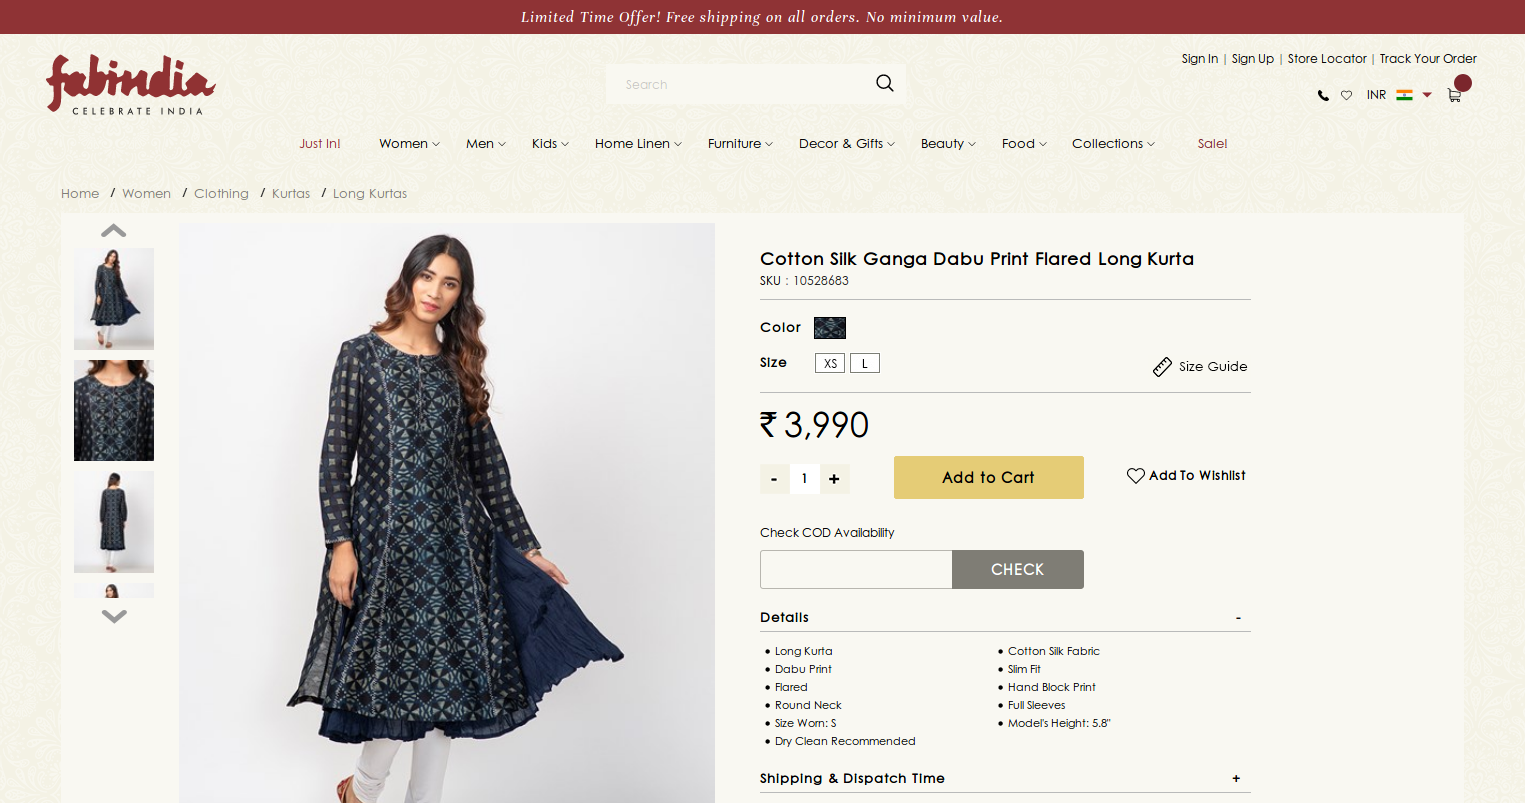 Limited Time Offer! Free shipping on all orders. No minimum value.
fabindia
CELEBRATE INDIA
Search
Sign In | Sign Up | Store Locator | Track Your Order
INR
Just In! Women Men Kids Home Linen Furniture Decor & Gifts Beauty Food Collections Sale!
Home / Women / Clothing / Kurtas / Long Kurtas
Cotton Silk Ganga Dabu Print Flared Long Kurta
SKU : 10528683
Color
Size XS L
Size Guide
₹ 3,990
- 1 + Add to Cart Add To Wishlist
Check COD Availability
CHECK
Details -
• Long Kurta • Cotton Silk Fabric
• Dabu Print • Slim Fit
• Flared • Hand Block Print
• Round Neck • Full Sleeves
• Size Worn: S • Model's Height: 5.8"
• Dry Clean Recommended
Shipping & Dispatch Time +